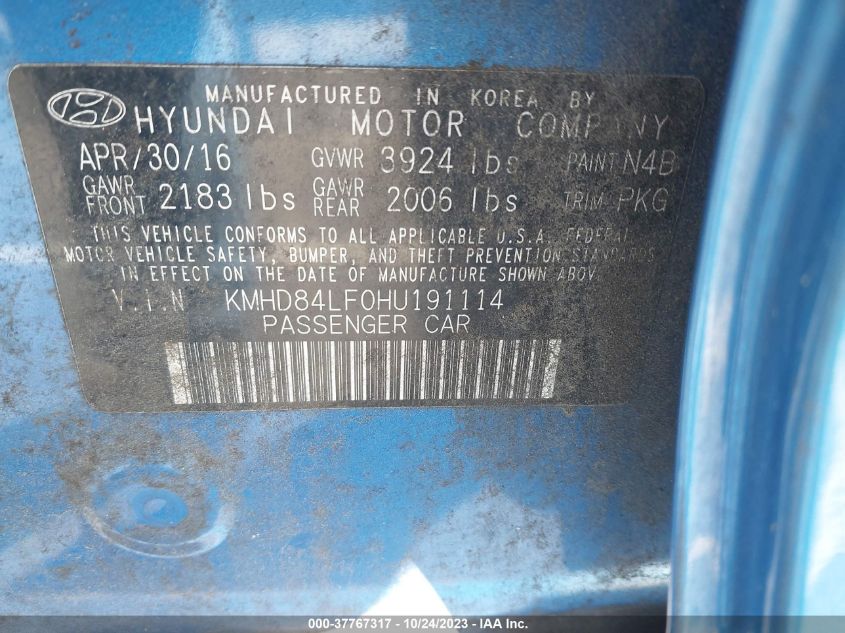 MANUFACTURED IN KOREA BY
HYUNDAI MOTOR COMPANY
APR/30/16 GVWR 3924 lbs PAINT N4B
GAWR FRONT 2183 lbs GAWR REAR 2006 lbs TRIM PKG
THIS VEHICLE CONFORMS TO ALL APPLICABLE U.S.A. FEDERAL
MOTOR VEHICLE SAFETY, BUMPER, AND THEFT PREVENTION STANDARDS
IN EFFECT ON THE DATE OF MANUFACTURE SHOWN ABOV
V.I.N KMHD84LF0HU191114
PASSENGER CAR
000-37767317 - 10/24/2023 - IAA Inc.